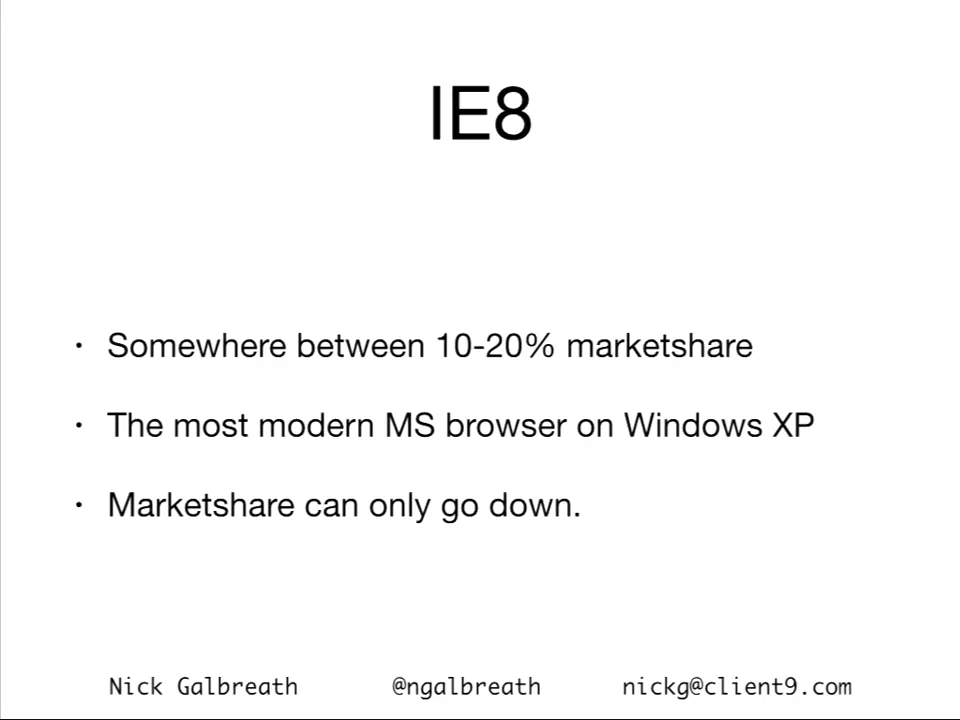 IE8
· Somewhere between 10-20% marketshare
· The most modern MS browser on Windows XP
· Marketshare can only go down.
Nick Galbreath @ngalbreath nickg@client9.com